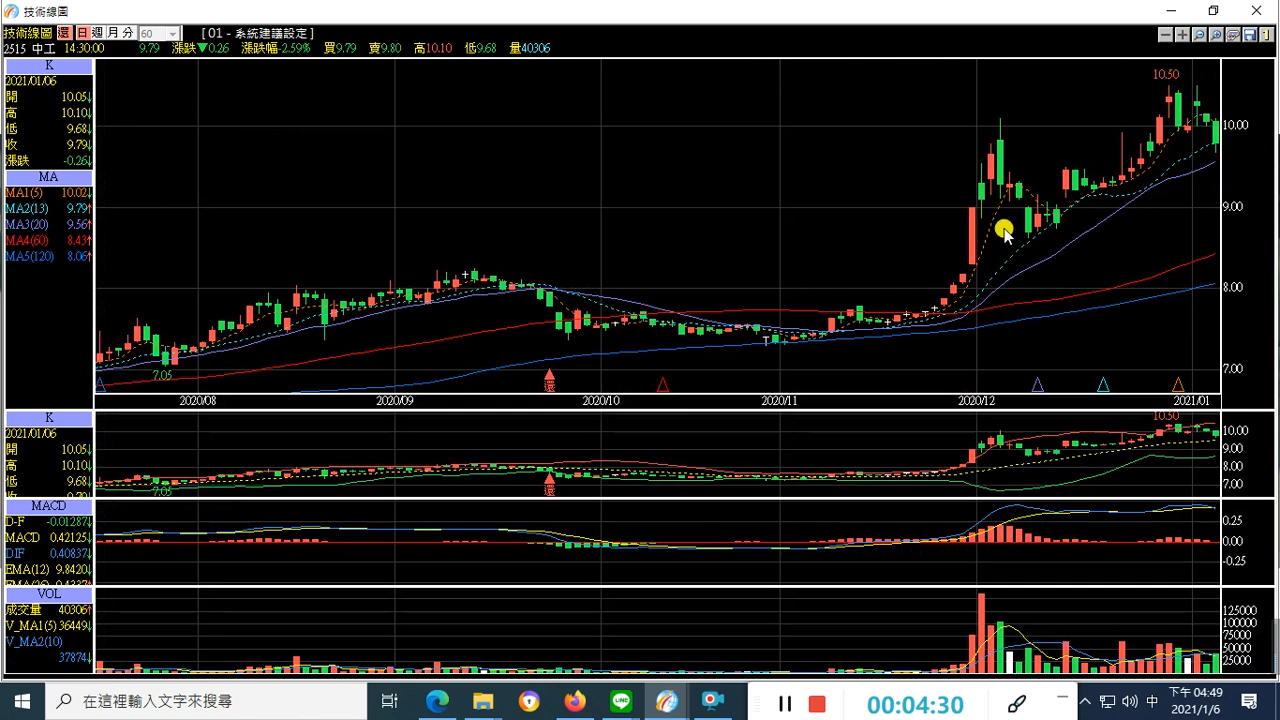 技術線圖
技術線圖 還 日 週 月 分 60 [ 01 - 系統建議設定 ]
2515 中工 14:30:00 9.79 漲跌▼0.26 漲跌幅-2.59% 買9.79 賣9.80 高10.10 低9.68 量40306
K
2021/01/06
開 10.05↓
高 10.10↓
低 9.68↓
收 9.79↓
漲跌 -0.26↓
MA
MA1(5) 10.02↓
MA2(13) 9.79↑
MA3(20) 9.56↑
MA4(60) 8.43↑
MA5(120) 8.06↑
10.50
10.00
9.00
8.00
7.00
7.05
還
2020/08 2020/09 2020/10 2020/11 2020/12 2021/01
K
2021/01/06
開 10.05↓
高 10.10↓
低 9.68↓
10.50
10.00
9.00
8.00
7.00
7.05
還
MACD
D-F -0.01287↓
MACD 0.42125↓
DIF 0.40837↓
EMA(12) 9.8420↓
0.25
0.00
-0.25
VOL
成交量 40306↑
V_MA1(5) 36449↓
V_MA2(10)
37874↓
125000
100000
75000
50000
25000
在這裡輸入文字來搜尋
LINE
00:04:30
中
下午 04:49
2021/1/6